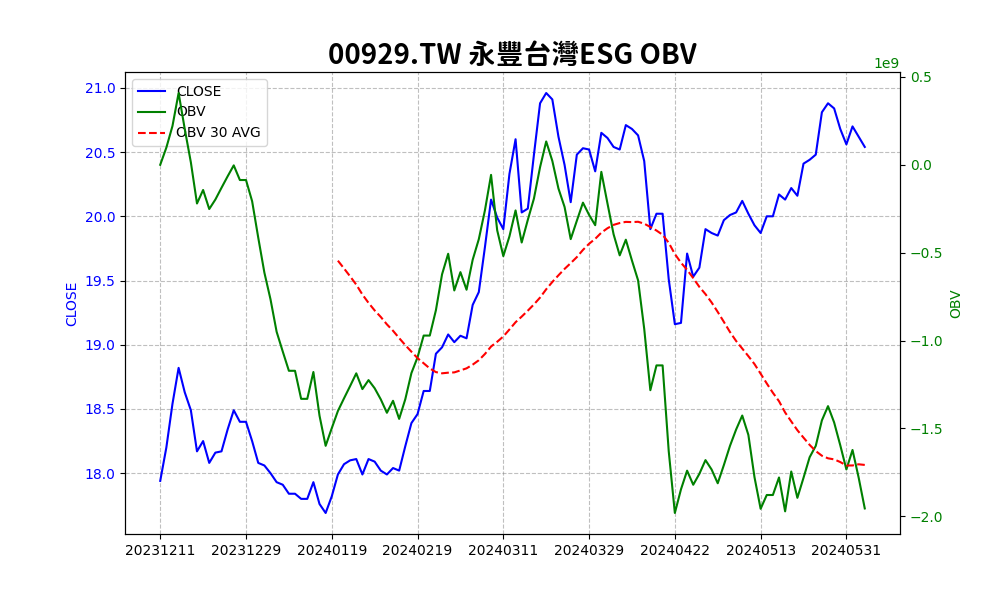 00929.TW 永豐台灣ESG OBV
1e9
CLOSE
OBV
OBV 30 AVG
21.0
20.5
20.0
19.5
19.0
18.5
18.0
CLOSE
0.5
0.0
−0.5
−1.0
−1.5
−2.0
OBV
20231211 20231229 20240119 20240219 20240311 20240329 20240422 20240513 20240531